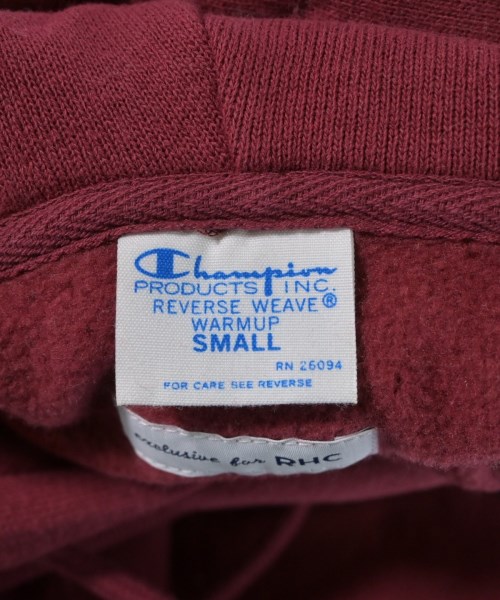 Champion
PRODUCTS INC.
REVERSE WEAVE®
WARMUP
SMALL
RN 26094
FOR CARE SEE REVERSE
exclusive for RHC